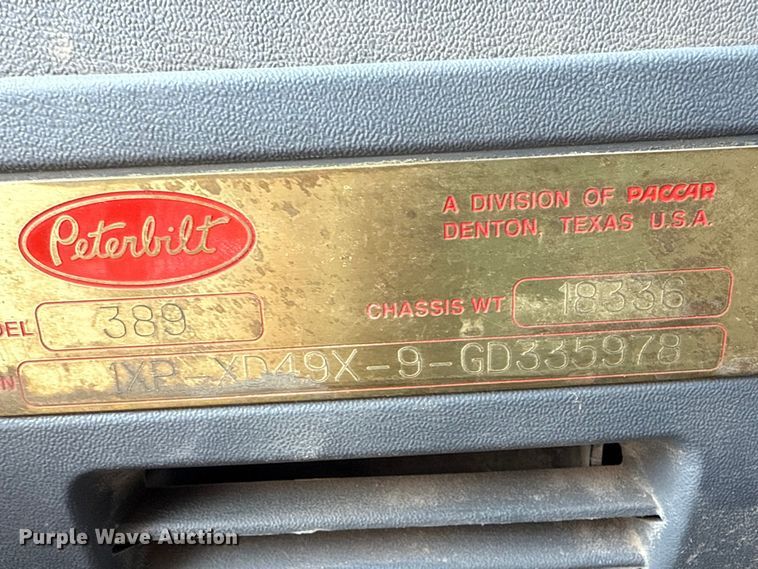 Peterbilt
A DIVISION OF PACCAR
DENTON, TEXAS U.S.A.
DEL 389
CHASSIS WT 18336
N 1XP-XD49X-9-GD335978
Purple Wave Auction